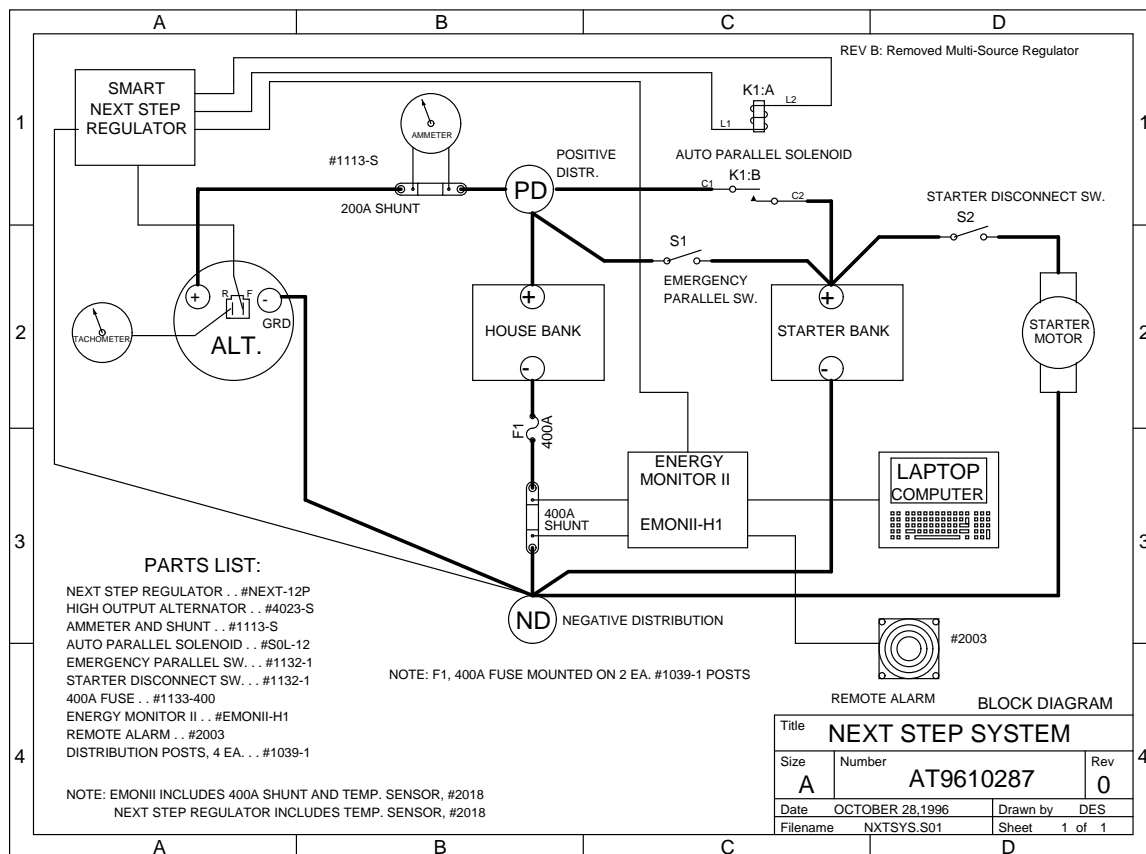 A B C D
REV B: Removed Multi-Source Regulator
1
SMART
NEXT STEP
REGULATOR
AMMETER
#1113-S
200A SHUNT
PD
POSITIVE
DISTR.
K1:A
L1
L2
AUTO PARALLEL SOLENOID
K1:B
C1
C2
STARTER DISCONNECT SW.
S2
1
S1
EMERGENCY
PARALLEL SW.
2
TACHOMETER
+
R F
-
GRD
ALT.
+
HOUSE BANK
-
+
STARTER BANK
-
STARTER
MOTOR
2
F1
400A
400A
SHUNT
ENERGY
MONITOR II
EMONII-H1
LAPTOP
COMPUTER
3
3
ND
NEGATIVE DISTRIBUTION
#2003
REMOTE ALARM
PARTS LIST:
NEXT STEP REGULATOR . . #NEXT-12P
HIGH OUTPUT ALTERNATOR . . #4023-S
AMMETER AND SHUNT . . #1113-S
AUTO PARALLEL SOLENOID . . #S0L-12
EMERGENCY PARALLEL SW. . . #1132-1
STARTER DISCONNECT SW. . . #1132-1
400A FUSE . . #1133-400
ENERGY MONITOR II . . #EMONII-H1
REMOTE ALARM . . #2003
DISTRIBUTION POSTS, 4 EA. . . #1039-1
NOTE: F1, 400A FUSE MOUNTED ON 2 EA. #1039-1 POSTS
NOTE: EMONII INCLUDES 400A SHUNT AND TEMP. SENSOR, #2018
NEXT STEP REGULATOR INCLUDES TEMP. SENSOR, #2018
4
4
BLOCK DIAGRAM
Title NEXT STEP SYSTEM
Size A
Number AT9610287
Rev 0
Date OCTOBER 28,1996
Drawn by DES
Filename NXTSYS.S01
Sheet 1 of 1
A B C D